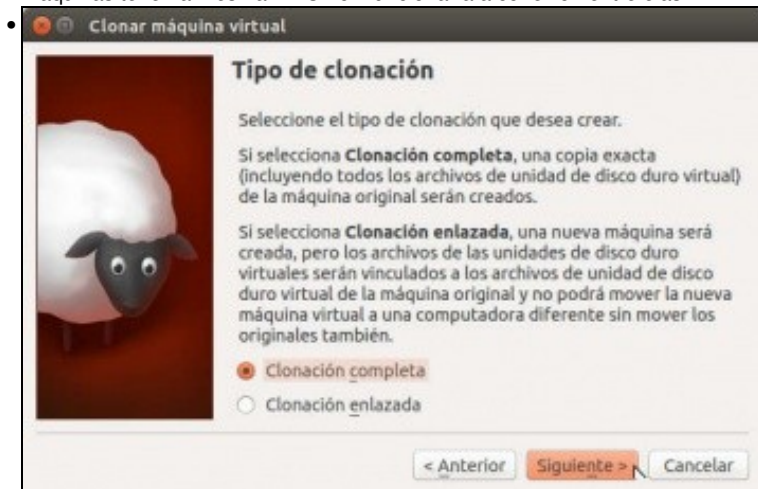 Clonar máquina virtual
Tipo de clonación
Seleccione el tipo de clonación que desea crear.
Si selecciona Clonación completa, una copia exacta
(incluyendo todos los archivos de unidad de disco duro virtual)
de la máquina original serán creados.
Si selecciona Clonación enlazada, una nueva máquina será
creada, pero los archivos de las unidades de disco duro
virtuales serán vinculados a los archivos de unidad de disco
duro virtual de la máquina original y no podrá mover la nueva
máquina virtual a una computadora diferente sin mover los
originales también.
Clonación completa
Clonación enlazada
< Anterior Siguiente > Cancelar